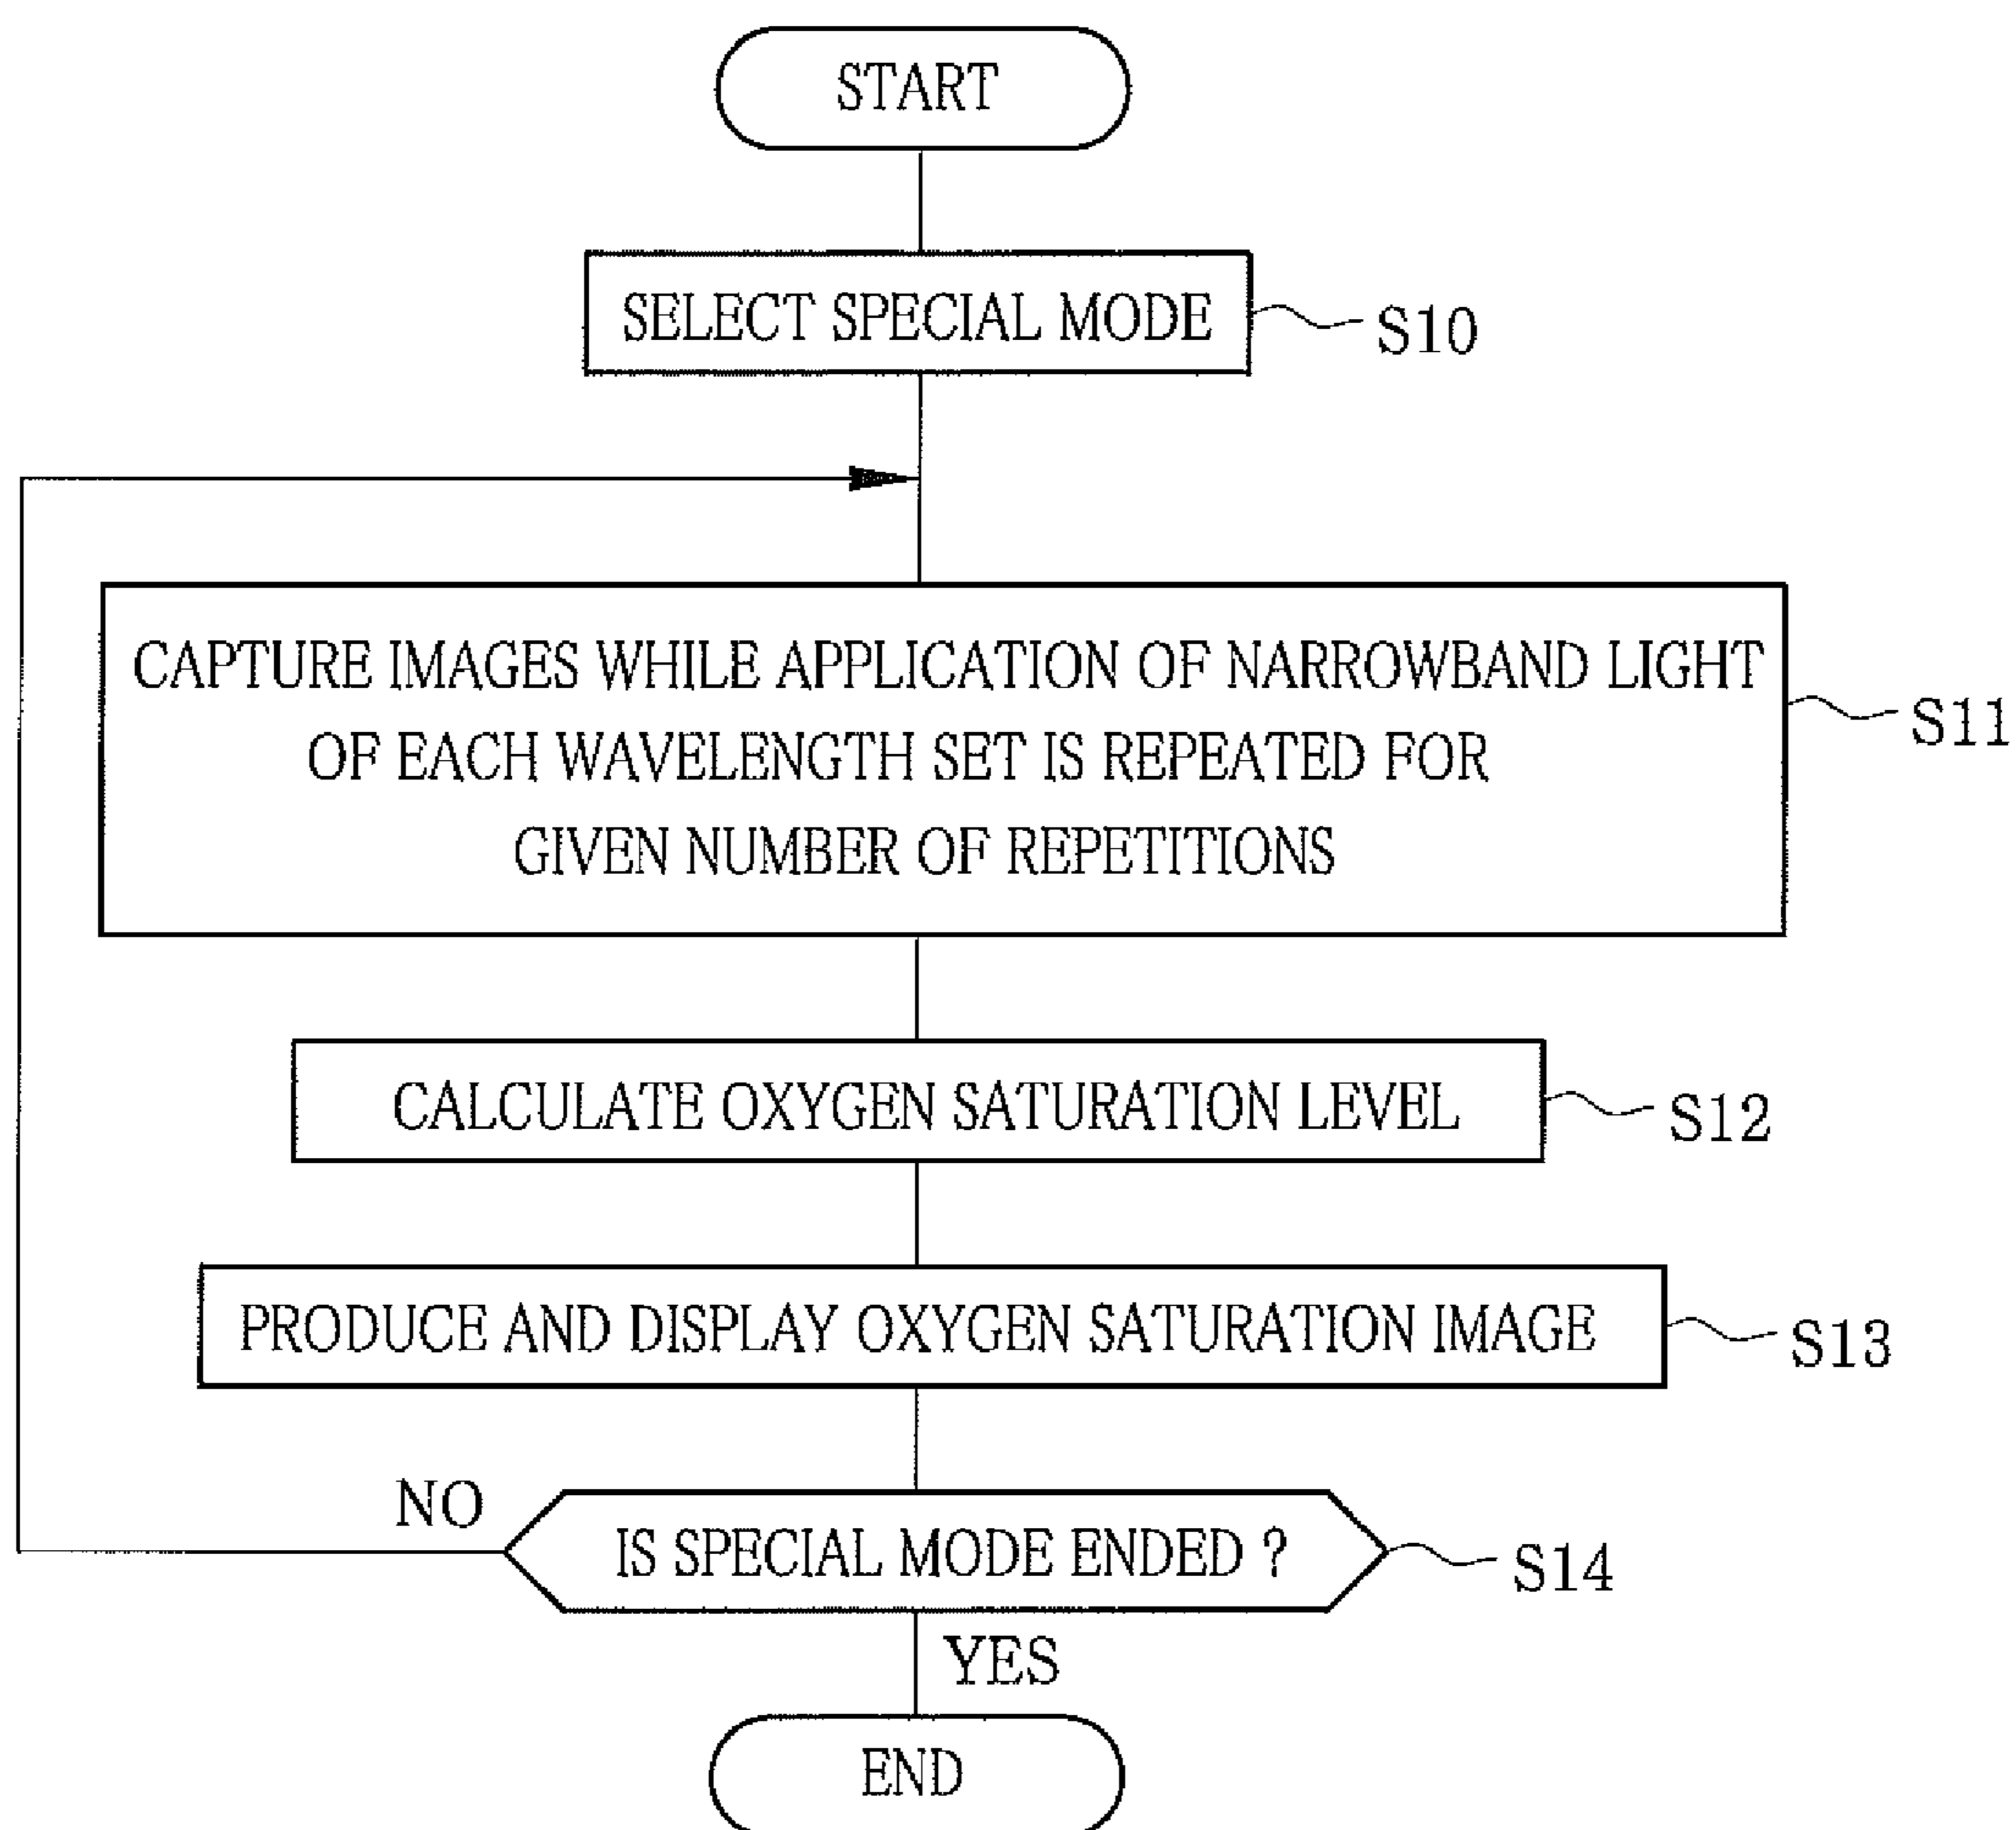 START
SELECT SPECIAL MODE
S10
CAPTURE IMAGES WHILE APPLICATION OF NARROWBAND LIGHT
OF EACH WAVELENGTH SET IS REPEATED FOR
GIVEN NUMBER OF REPETITIONS
S11
CALCULATE OXYGEN SATURATION LEVEL
S12
PRODUCE AND DISPLAY OXYGEN SATURATION IMAGE
S13
NO
IS SPECIAL MODE ENDED ?
S14
YES
END